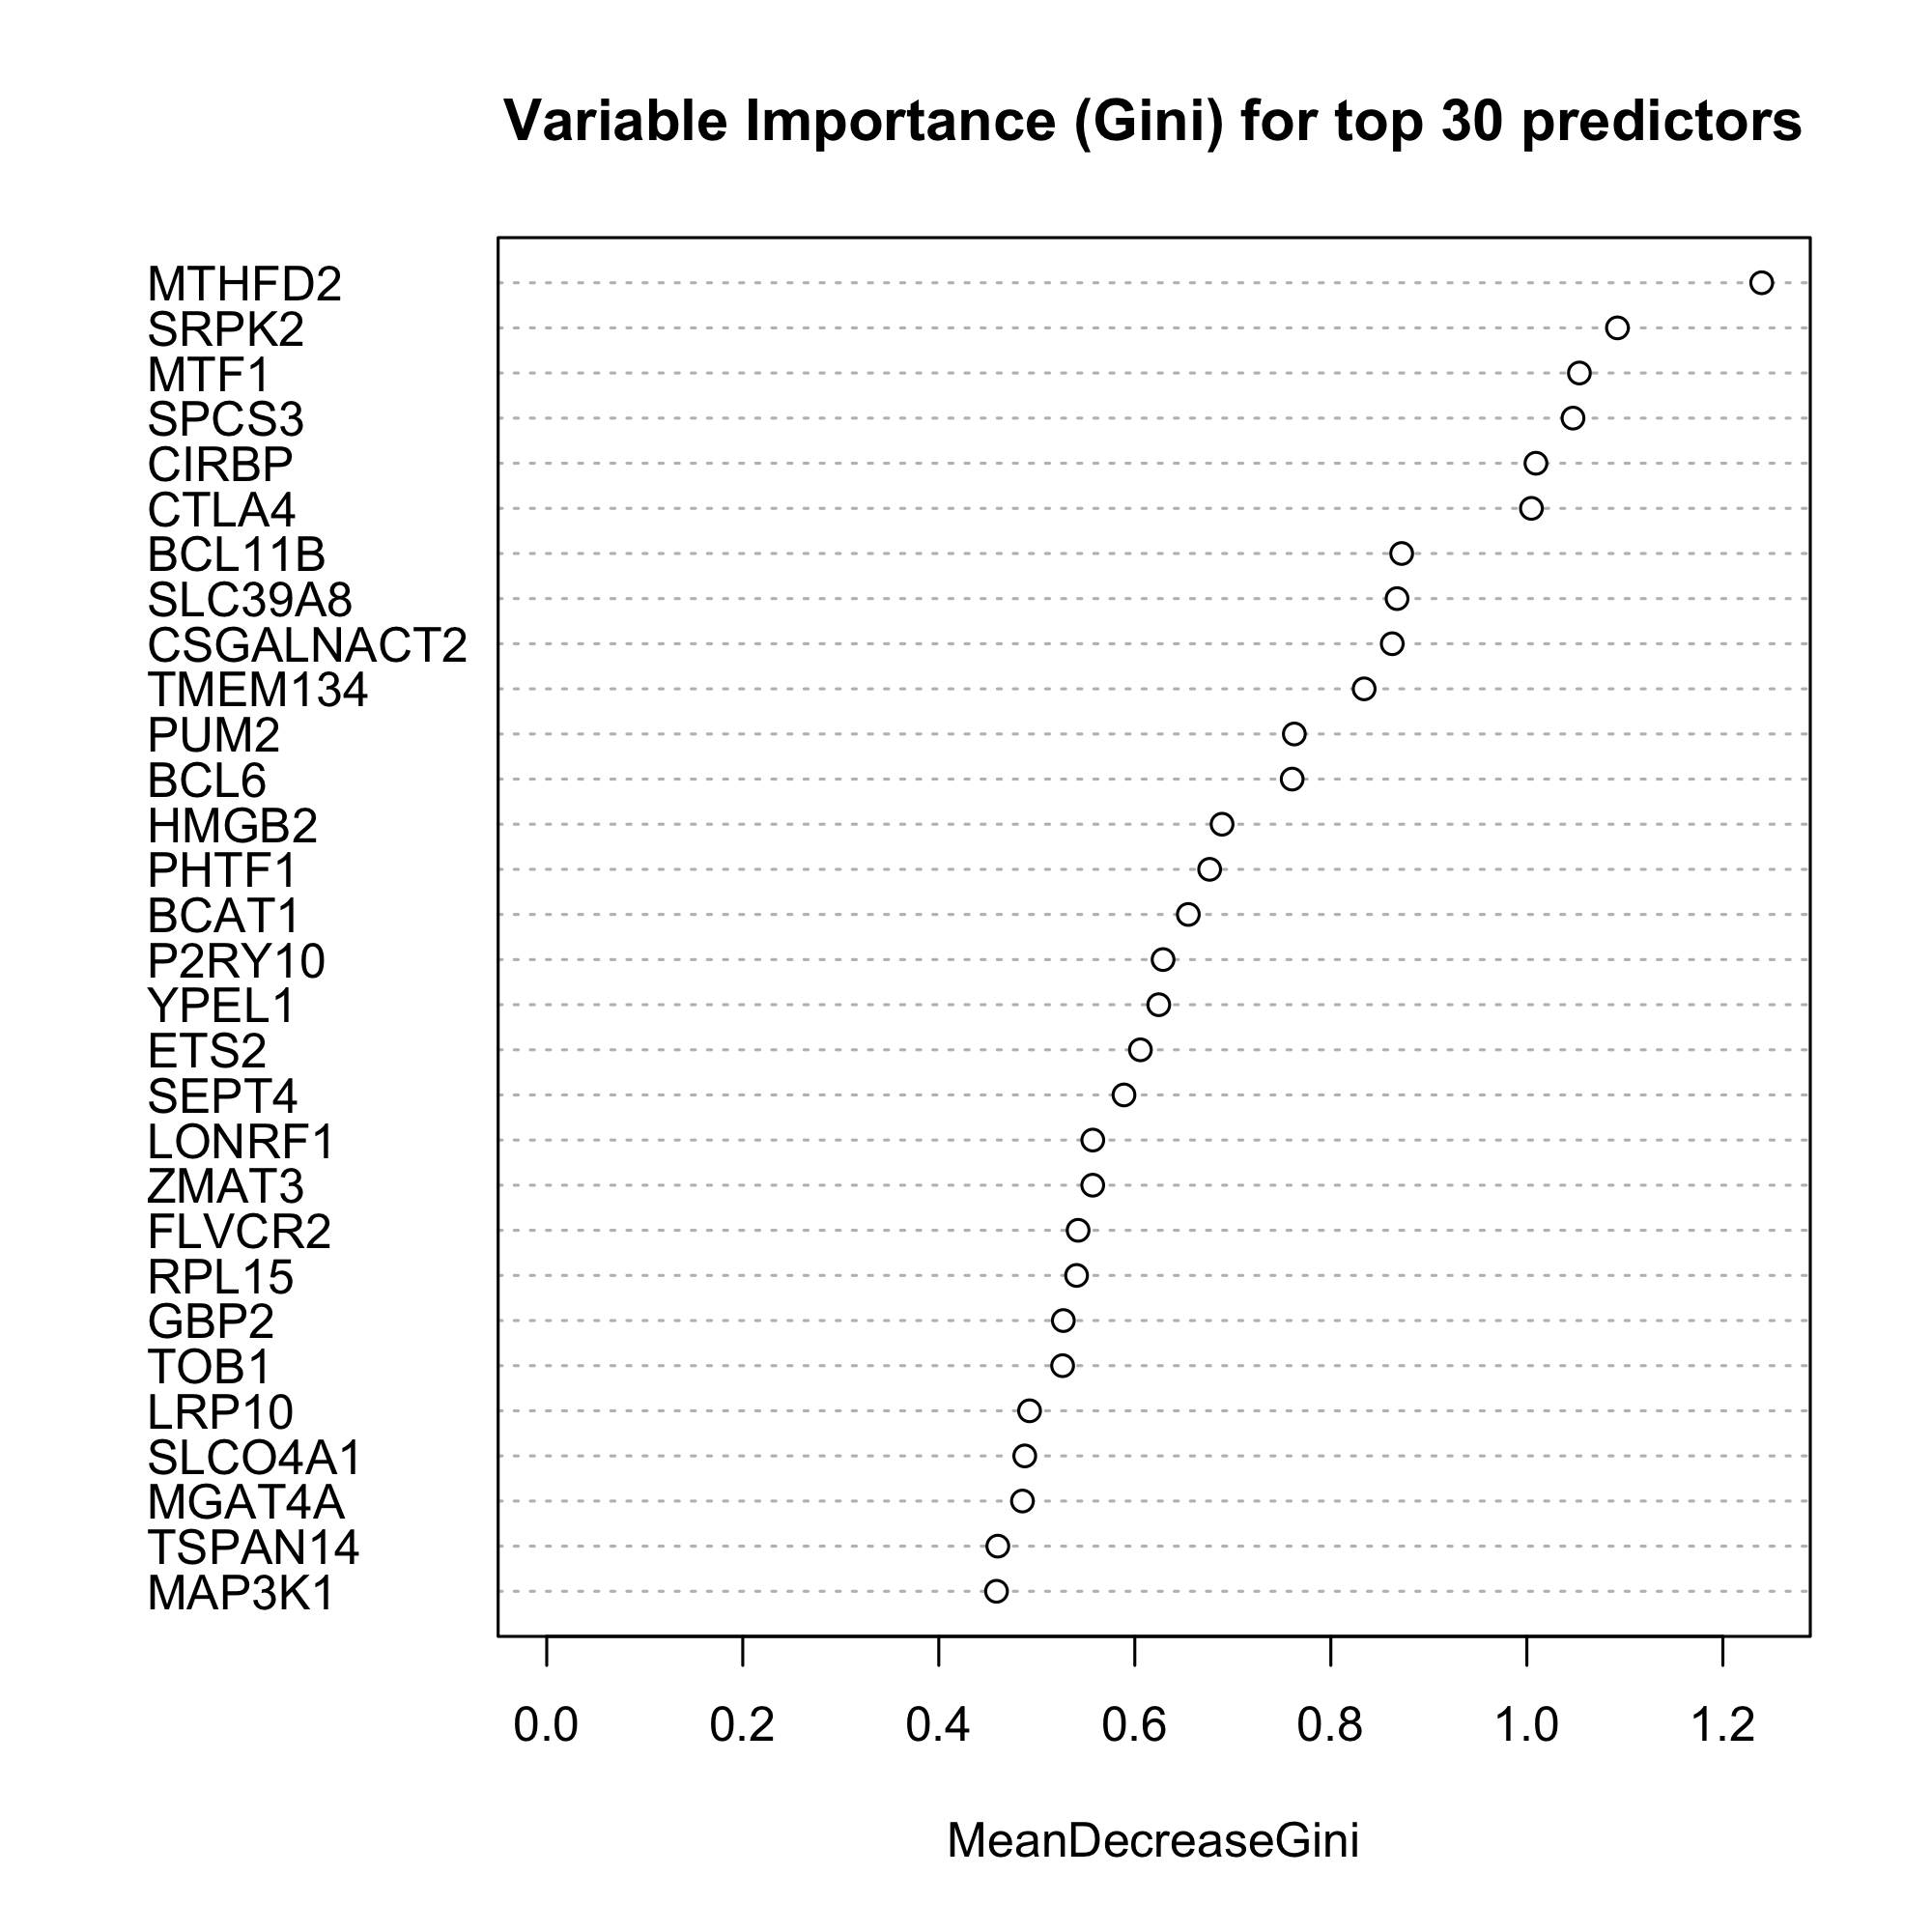 Variable Importance (Gini) for top 30 predictors
MTHFD2
SRPK2
MTF1
SPCS3
CIRBP
CTLA4
BCL11B
SLC39A8
CSGALNACT2
TMEM134
PUM2
BCL6
HMGB2
PHTF1
BCAT1
P2RY10
YPEL1
ETS2
SEPT4
LONRF1
ZMAT3
FLVCR2
RPL15
GBP2
TOB1
LRP10
SLCO4A1
MGAT4A
TSPAN14
MAP3K1
0.0 0.2 0.4 0.6 0.8 1.0 1.2
MeanDecreaseGini